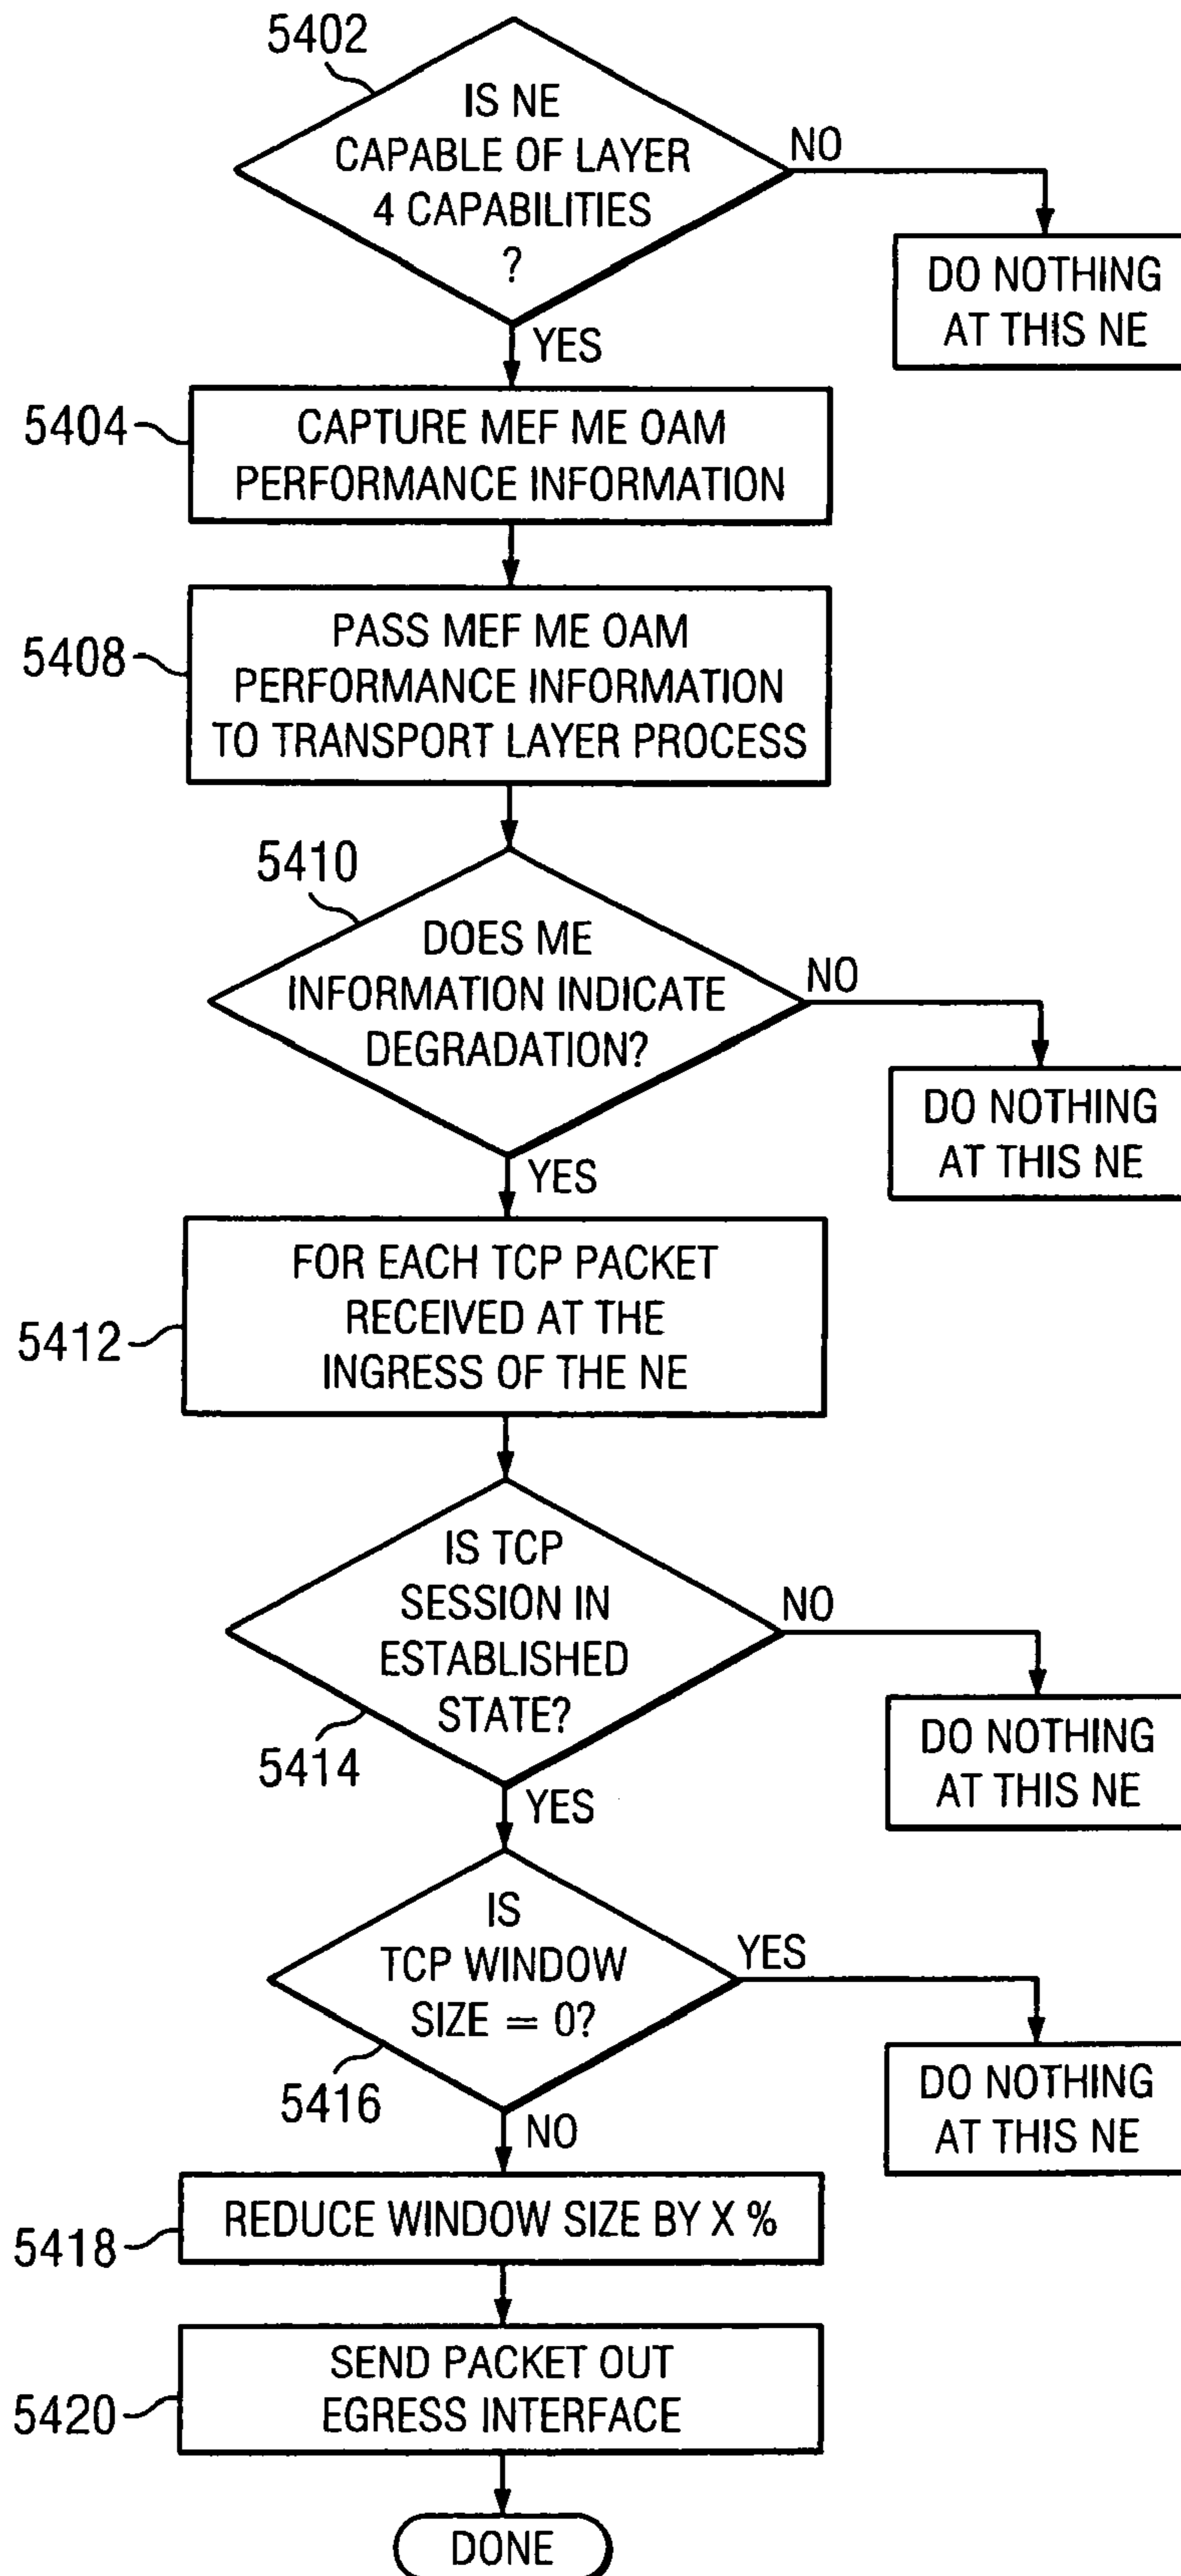 5402
IS NE
CAPABLE OF LAYER
4 CAPABILITIES
?
NO
DO NOTHING
AT THIS NE
YES
5404
CAPTURE MEF ME OAM
PERFORMANCE INFORMATION
5408
PASS MEF ME OAM
PERFORMANCE INFORMATION
TO TRANSPORT LAYER PROCESS
5410
DOES ME
INFORMATION INDICATE
DEGRADATION?
NO
DO NOTHING
AT THIS NE
YES
5412
FOR EACH TCP PACKET
RECEIVED AT THE
INGRESS OF THE NE
IS TCP
SESSION IN
ESTABLISHED
STATE?
5414
NO
DO NOTHING
AT THIS NE
YES
IS
TCP WINDOW
SIZE = 0?
5416
YES
DO NOTHING
AT THIS NE
NO
5418
REDUCE WINDOW SIZE BY X %
5420
SEND PACKET OUT
EGRESS INTERFACE
DONE